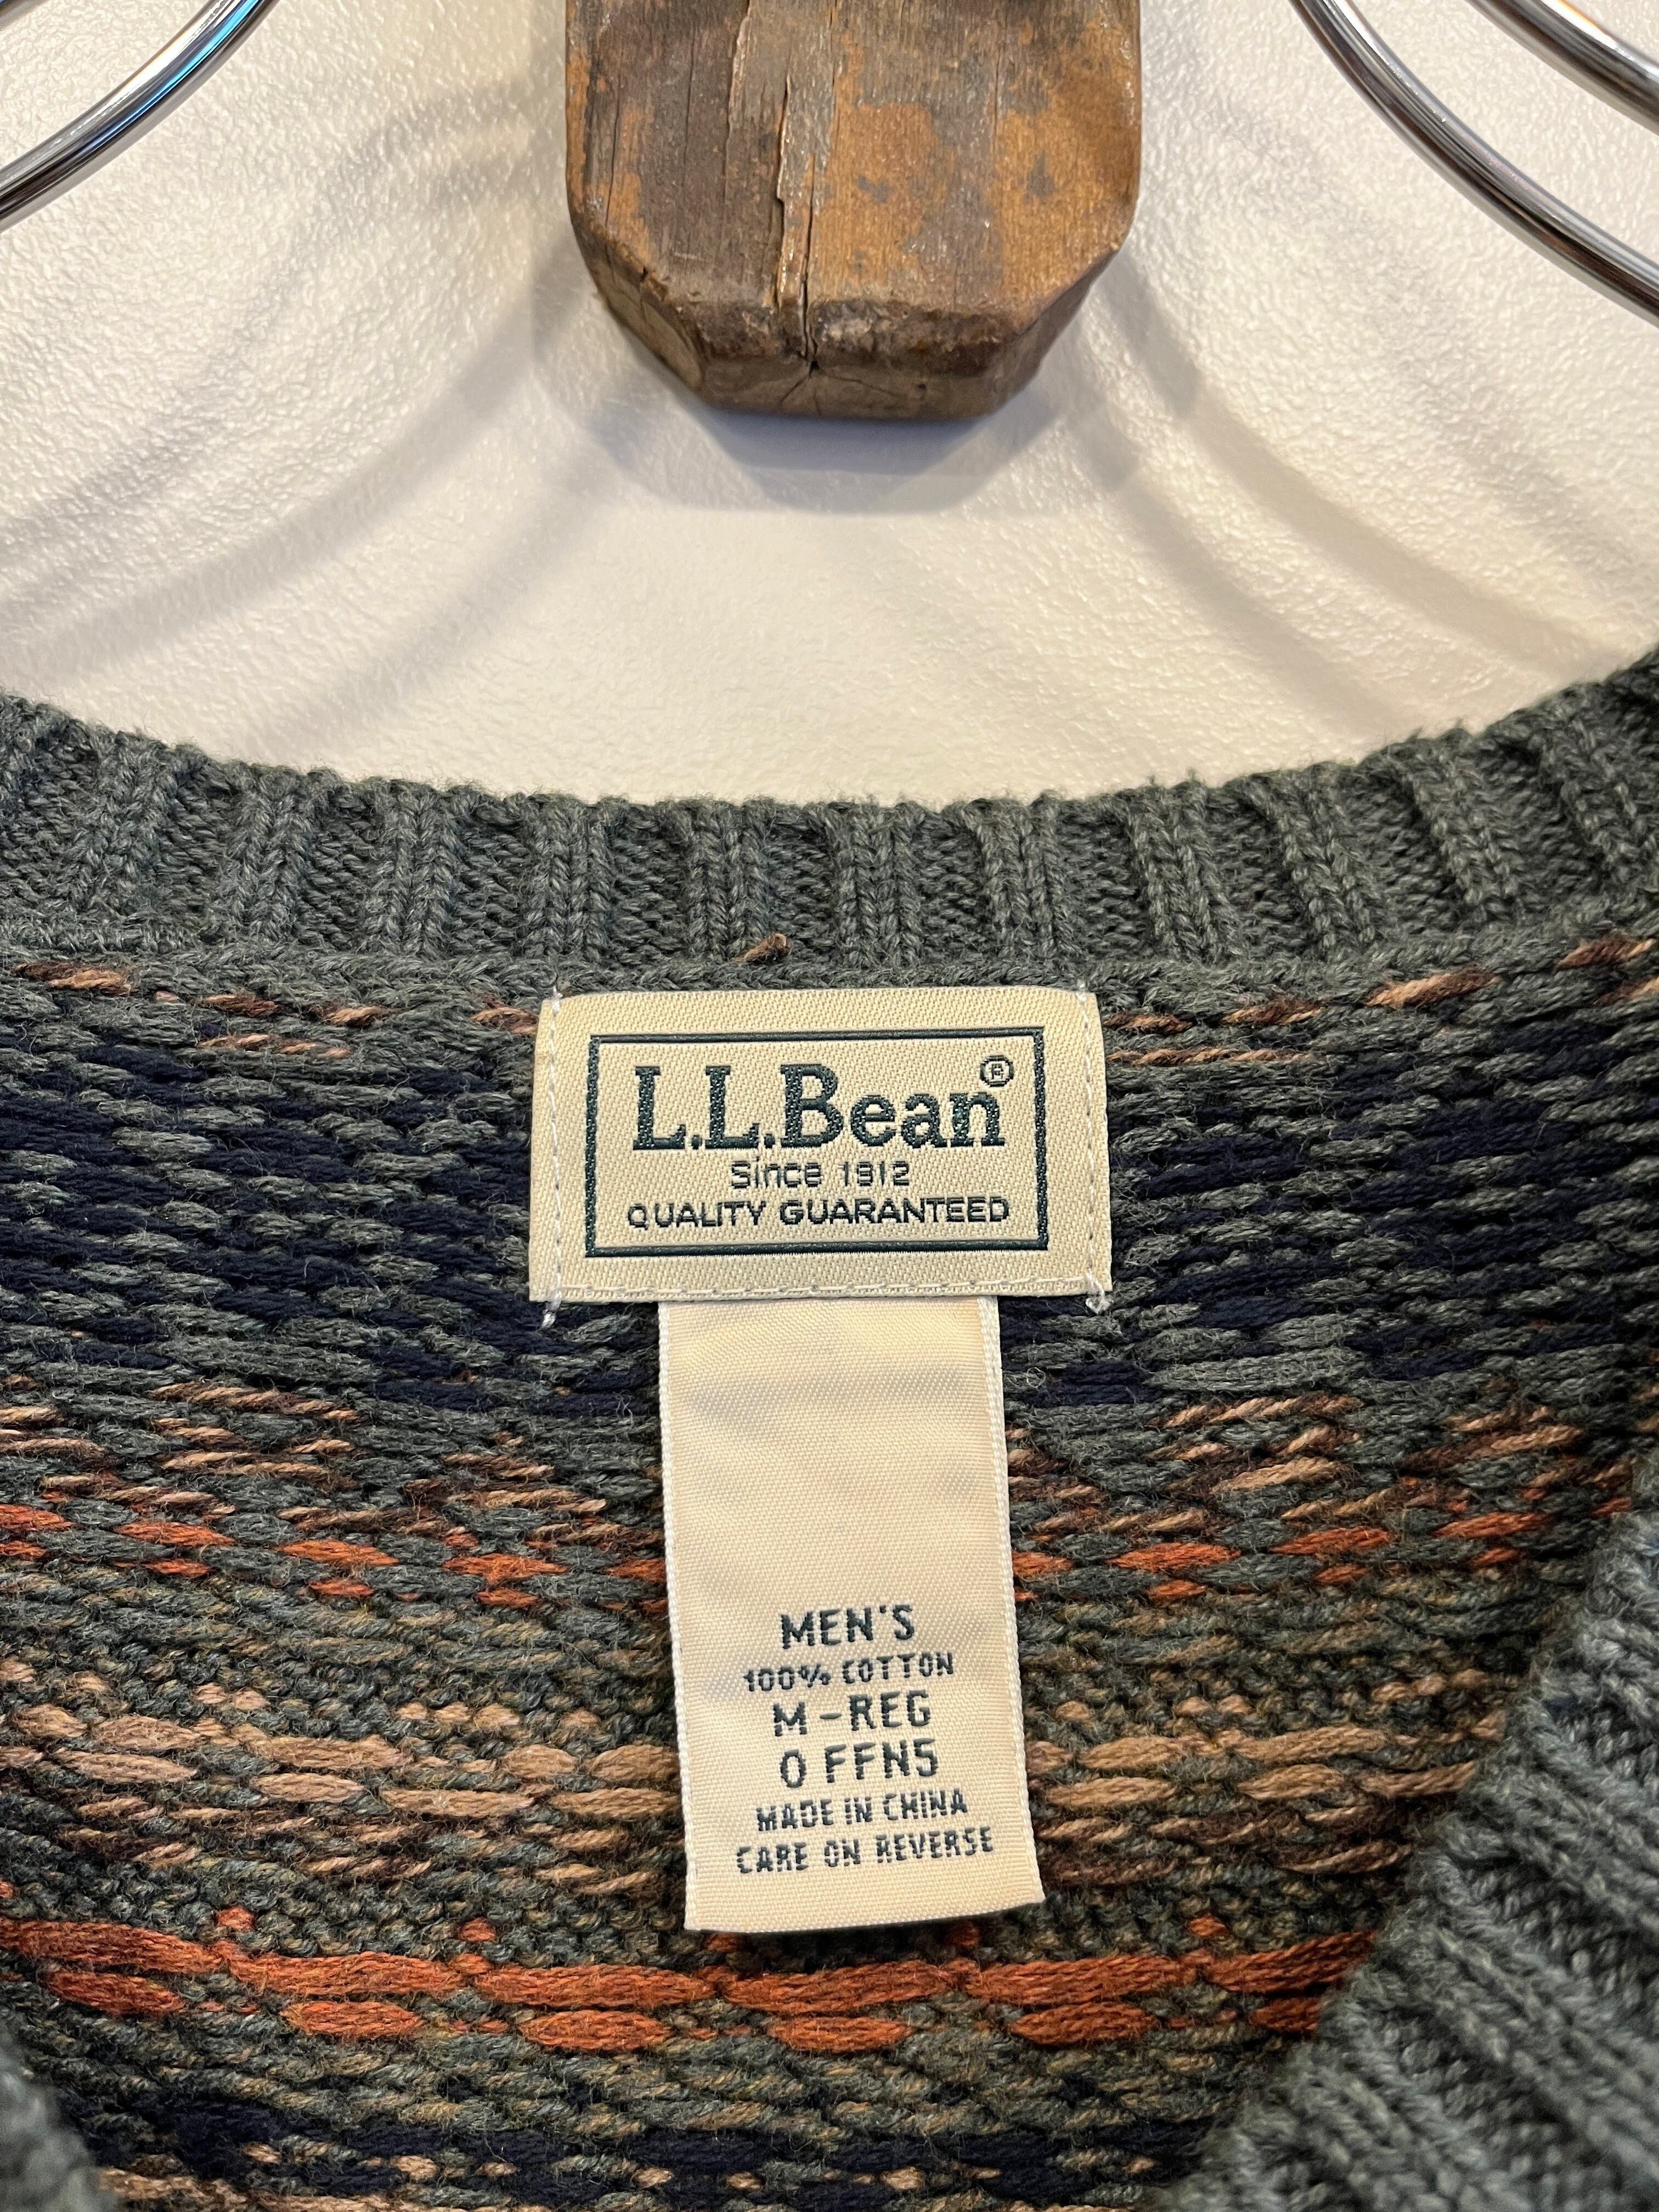 L.L.Bean®
Since 1912
QUALITY GUARANTEED
MEN'S
100% COTTON
M-REG
0 FFN5
MADE IN CHINA
CARE ON REVERSE